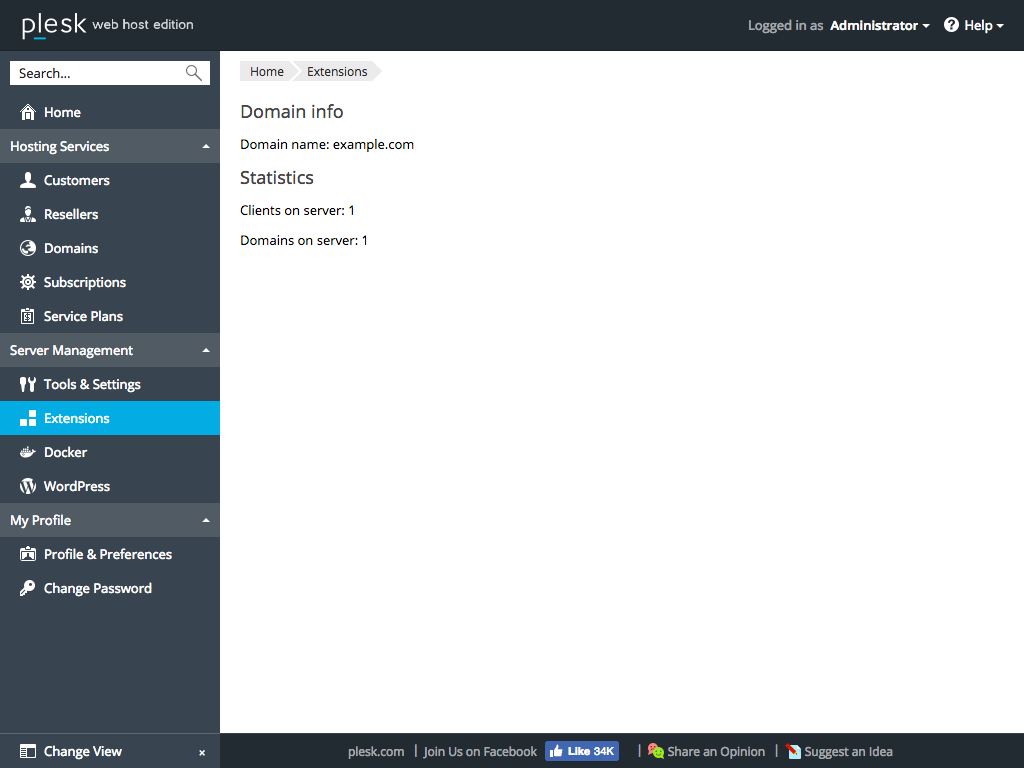 plesk web host edition
Logged in as Administrator
Help
Search...
Home
Hosting Services
Customers
Resellers
Domains
Subscriptions
Service Plans
Server Management
Tools & Settings
Extensions
Docker
WordPress
My Profile
Profile & Preferences
Change Password
Change View ×
Home Extensions
Domain info
Domain name: example.com
Statistics
Clients on server: 1
Domains on server: 1
plesk.com | Join Us on Facebook Like 34K | Share an Opinion | Suggest an Idea